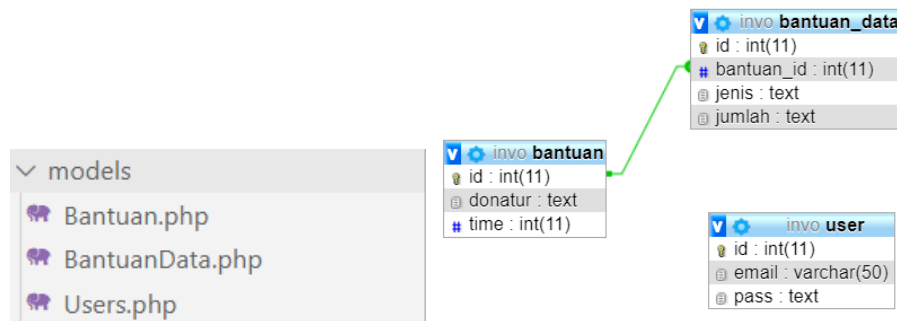 models
Bantuan.php
BantuanData.php
Users.php
invo bantuan
id : int(11)
donatur : text
time : int(11)
invo bantuan_data
id : int(11)
bantuan_id : int(11)
jenis : text
jumlah : text
invo user
id : int(11)
email : varchar(50)
pass : text